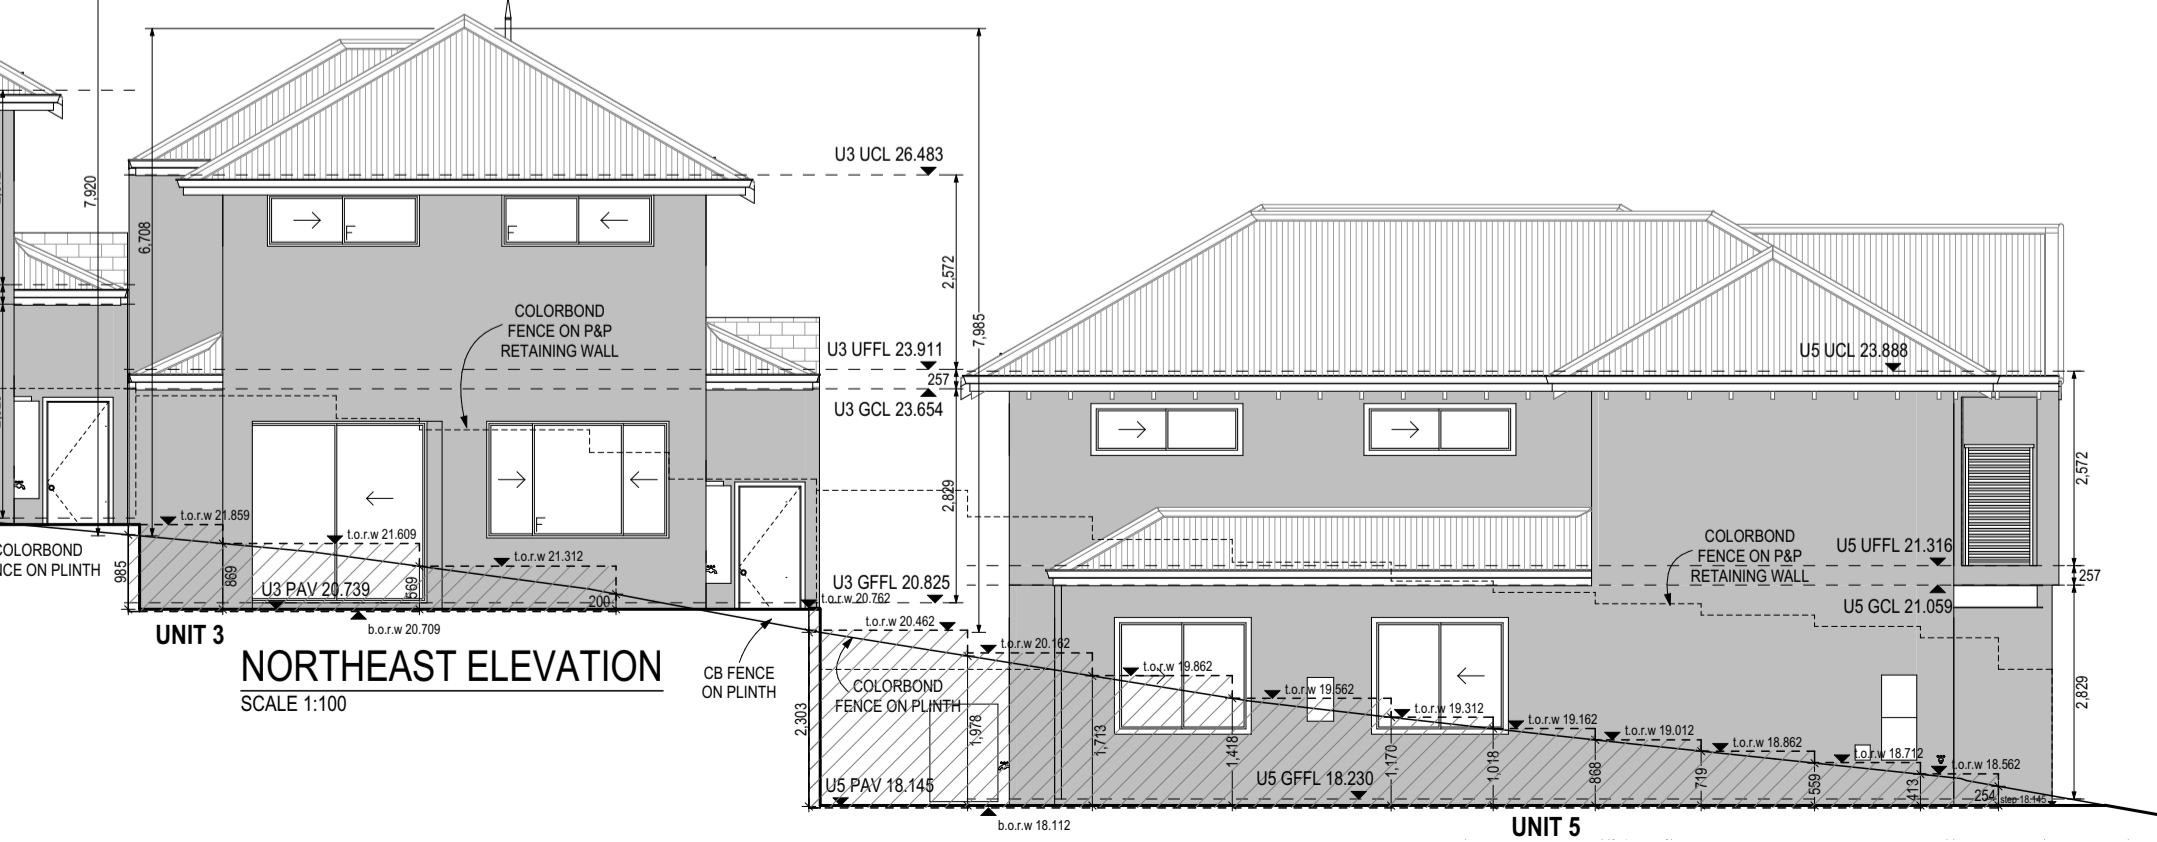 U3 UCL 26.483
7,920
6,708
2,572
COLORBOND
FENCE ON P&P
RETAINING WALL
7,985
U3 UFFL 23.911
257
U3 GCL 23.654
U5 UCL 23.888
F
F
F
2,829
2,572
t.o.r.w 21.859
t.o.r.w 21.609
t.o.r.w 21.312
COLORBOND
FENCE ON P&P
RETAINING WALL
U5 UFFL 21.316
257
U5 GCL 21.059
COLORBOND
NCE ON PLINTH
985
869
U3 PAV 20.739
569
200
U3 GFFL 20.825
t.o.r.w 20.762
b.o.r.w 20.709
UNIT 3
t.o.r.w 20.462
t.o.r.w 20.162
t.o.r.w 19.862
t.o.r.w 19.562
t.o.r.w 19.312
t.o.r.w 19.162
t.o.r.w 19.012
t.o.r.w 18.862
t.o.r.w 18.712
t.o.r.w 18.562
NORTHEAST ELEVATION
SCALE 1:100
CB FENCE
ON PLINTH
COLORBOND
FENCE ON PLINTH
2,303
1,978
1,713
1,418
1,170
1,018
868
719
559
413
254
step 18.145
2,829
U5 PAV 18.145
U5 GFFL 18.230
b.o.r.w 18.112
UNIT 5